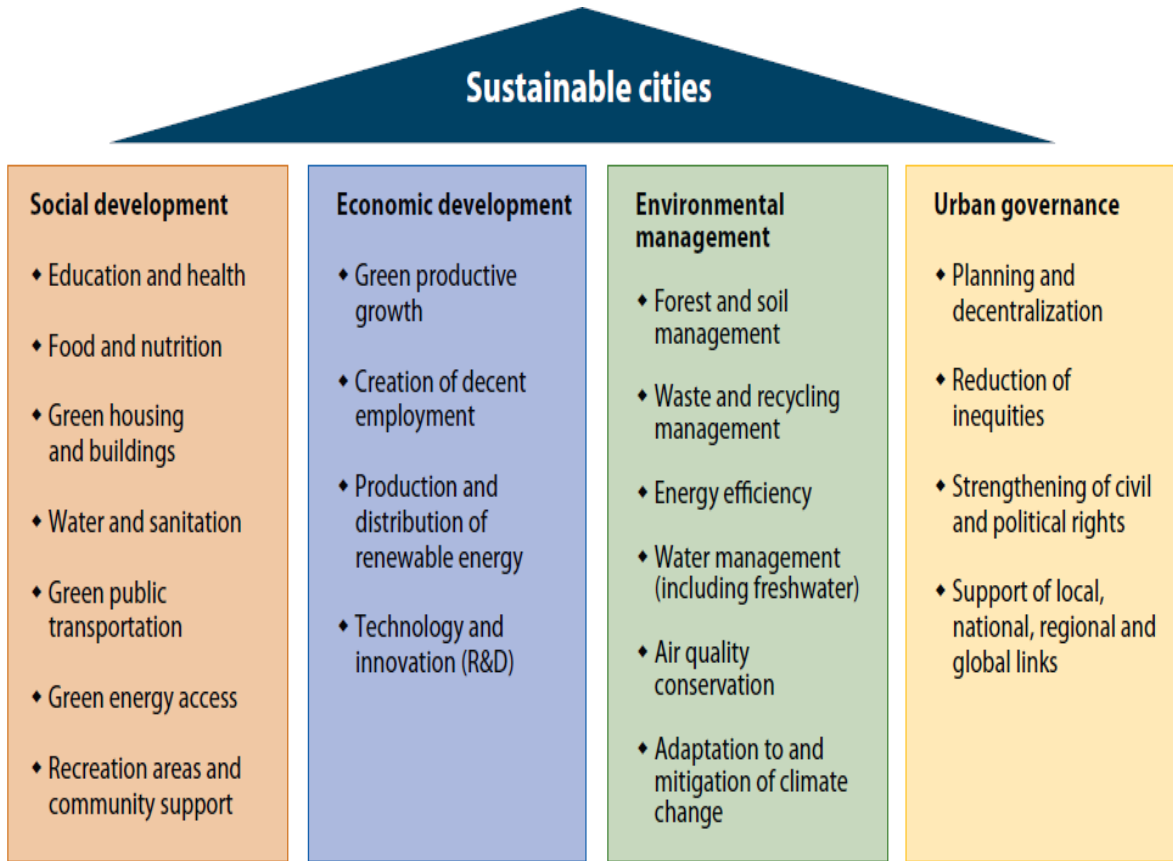 Sustainable cities
Social development
◆ Education and health
◆ Food and nutrition
◆ Green housing
and buildings
◆ Water and sanitation
◆ Green public
transportation
◆ Green energy access
◆ Recreation areas and
community support
Economic development
◆ Green productive
growth
◆ Creation of decent
employment
◆ Production and
distribution of
renewable energy
◆ Technology and
innovation (R&D)
Environmental
management
◆ Forest and soil
management
◆ Waste and recycling
management
◆ Energy efficiency
◆ Water management
(including freshwater)
◆ Air quality
conservation
◆ Adaptation to and
mitigation of climate
change
Urban governance
◆ Planning and
decentralization
◆ Reduction of
inequities
◆ Strengthening of civil
and political rights
◆ Support of local,
national, regional and
global links